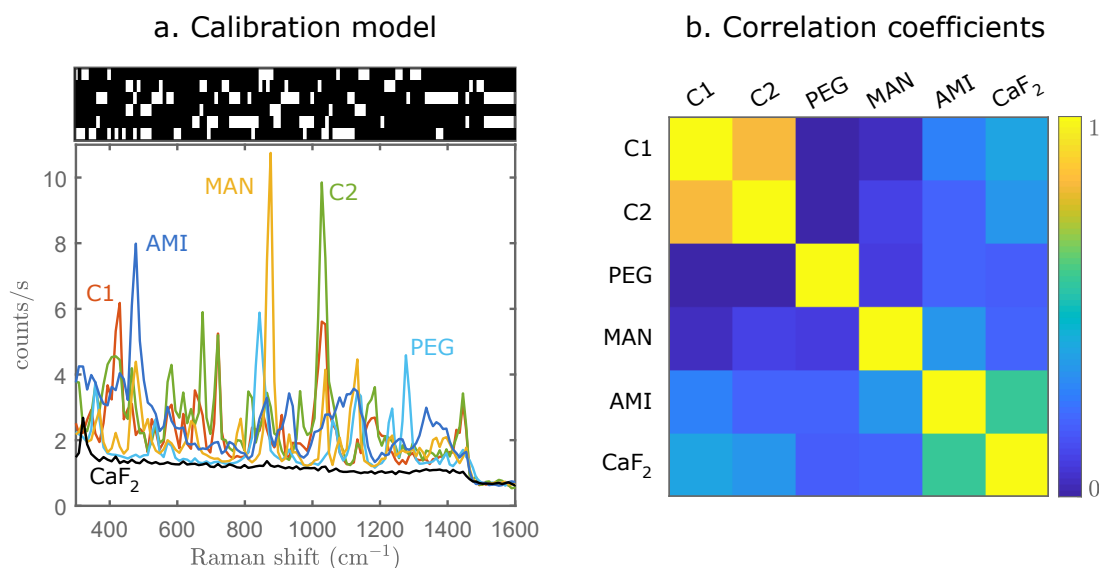 a. Calibration model
b. Correlation coefficients
C1 C2 PEG MAN AMI CaF₂
C1
C2
PEG
MAN
AMI
CaF₂
1
0
counts/s
10
8
6
4
2
0
MAN
C2
AMI
C1
PEG
CaF₂
400 600 800 1000 1200 1400 1600
Raman shift (cm⁻¹)